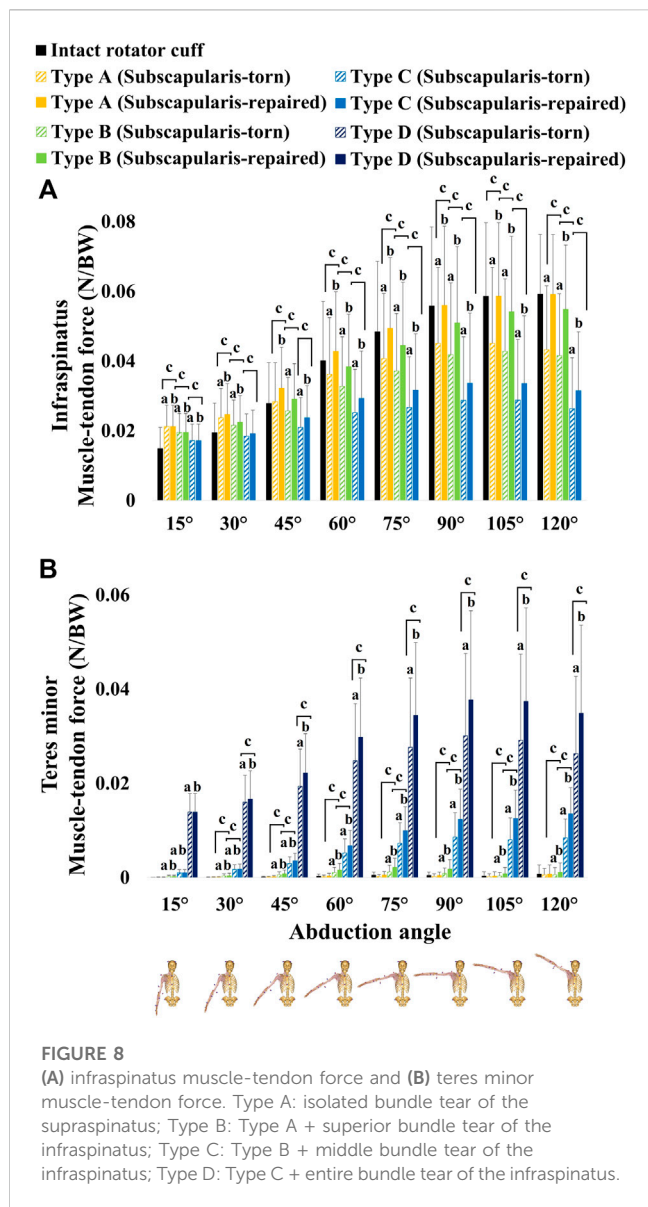 Intact rotator cuff
Type A (Subscapularis-torn) Type C (Subscapularis-torn)
Type A (Subscapularis-repaired) Type C (Subscapularis-repaired)
Type B (Subscapularis-torn) Type D (Subscapularis-torn)
Type B (Subscapularis-repaired) Type D (Subscapularis-repaired)
A
Infraspinatus
Muscle-tendon force (N/BW)
0.08
0.06
0.04
0.02
0
15° 30° 45° 60° 75° 90° 105° 120°
B
Teres minor
Muscle-tendon force (N/BW)
0.06
0.04
0.02
0
15° 30° 45° 60° 75° 90° 105° 120°
Abduction angle
FIGURE 8
(A) infraspinatus muscle-tendon force and (B) teres minor
muscle-tendon force. Type A: isolated bundle tear of the
supraspinatus; Type B: Type A + superior bundle tear of the
infraspinatus; Type C: Type B + middle bundle tear of the
infraspinatus; Type D: Type C + entire bundle tear of the infraspinatus.